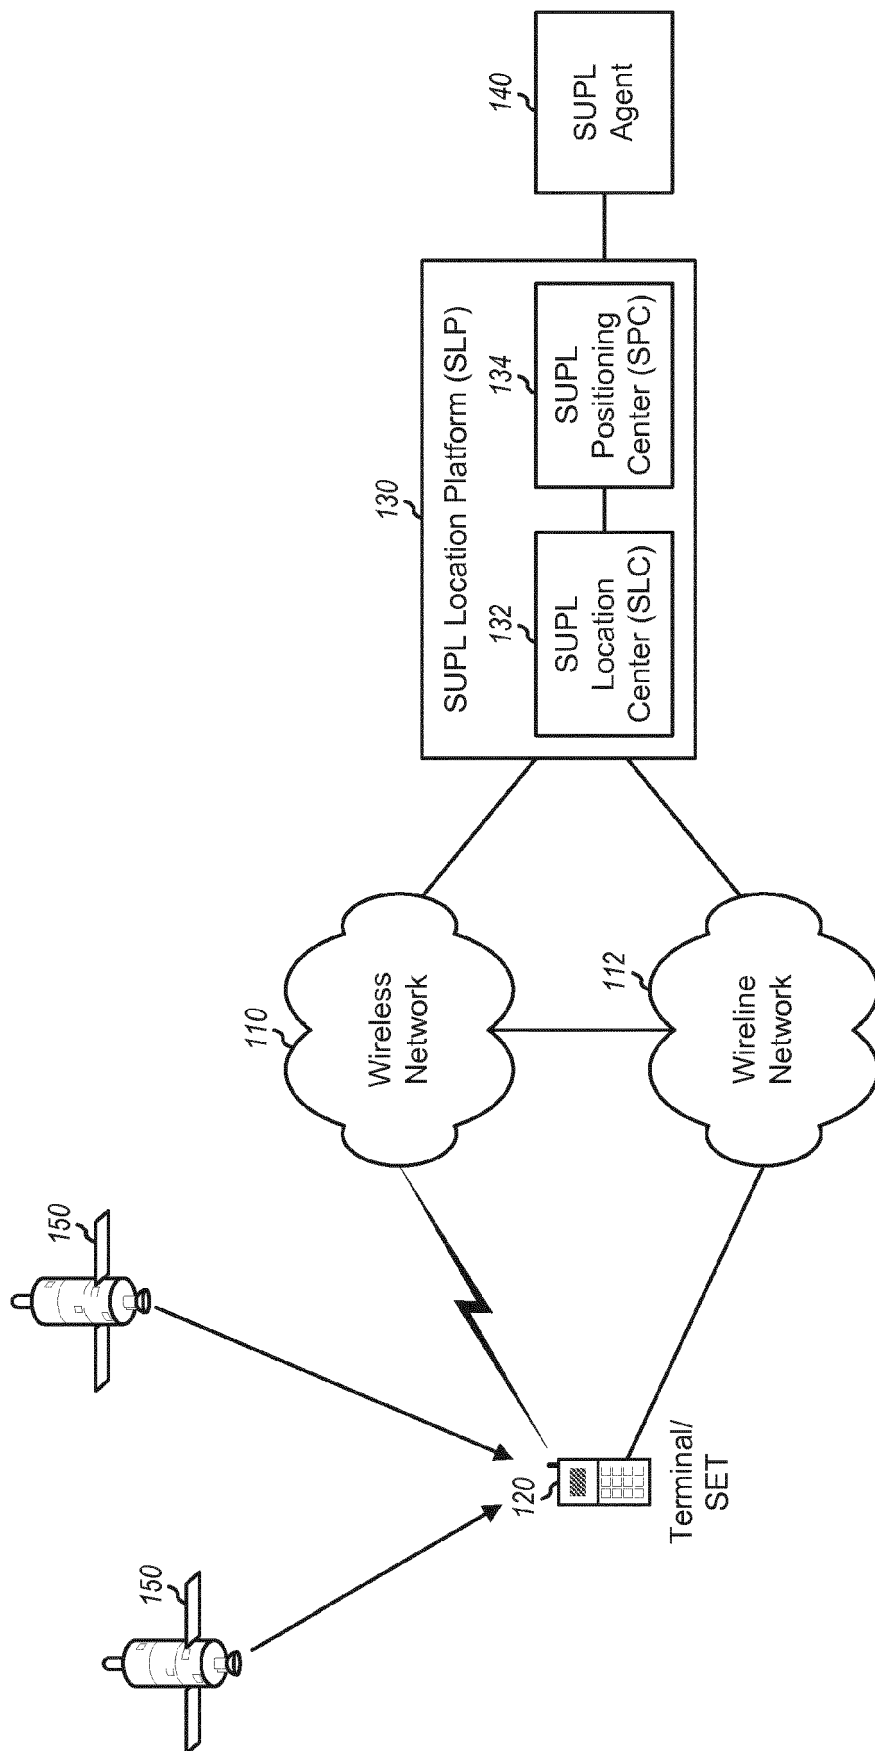 150
150
120
Terminal/
SET
110
Wireless
Network
112
Wireline
Network
130
SUPL Location Platform (SLP)
132
SUPL
Location
Center (SLC)
134
SUPL
Positioning
Center (SPC)
140
SUPL
Agent